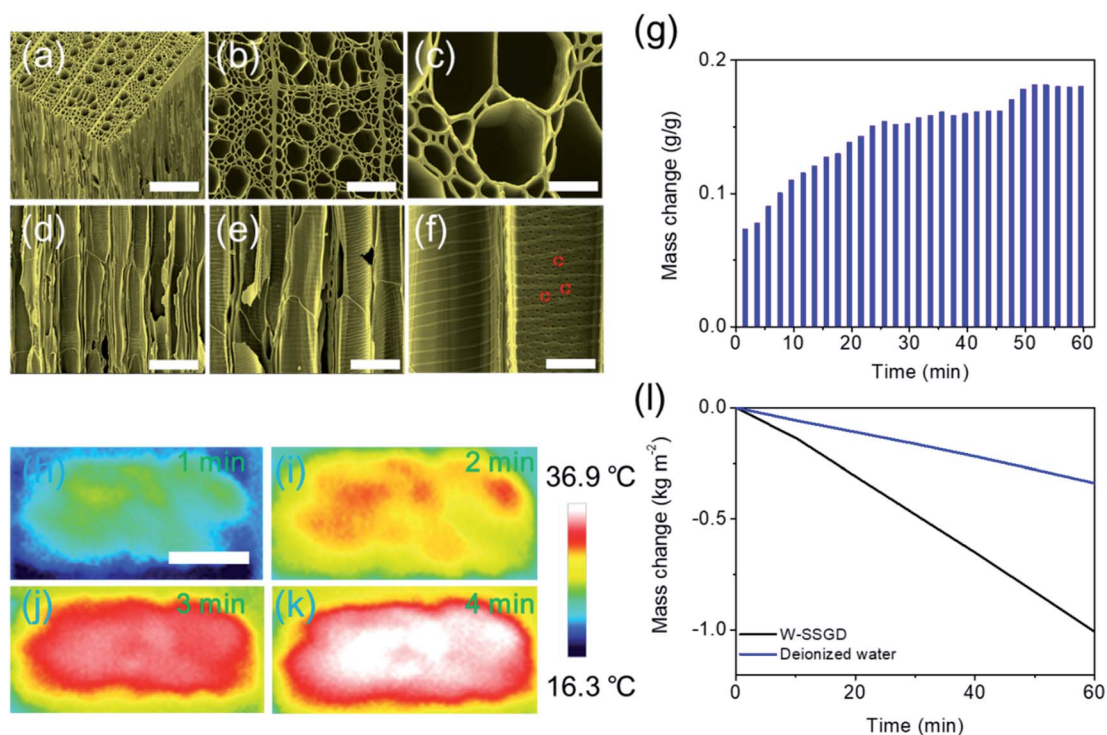 (a)
(b)
(c)
(d)
(e)
(f)
(g)
Mass change (g/g)
0.2
0.1
0.0
0 10 20 30 40 50 60
Time (min)
(h)
1 min
(i)
2 min
(j)
3 min
(k)
4 min
36.9 ℃
16.3 ℃
(l)
Mass change (kg m⁻²)
0.0
-0.5
-1.0
W-SSGD
Deionized water
0 20 40 60
Time (min)